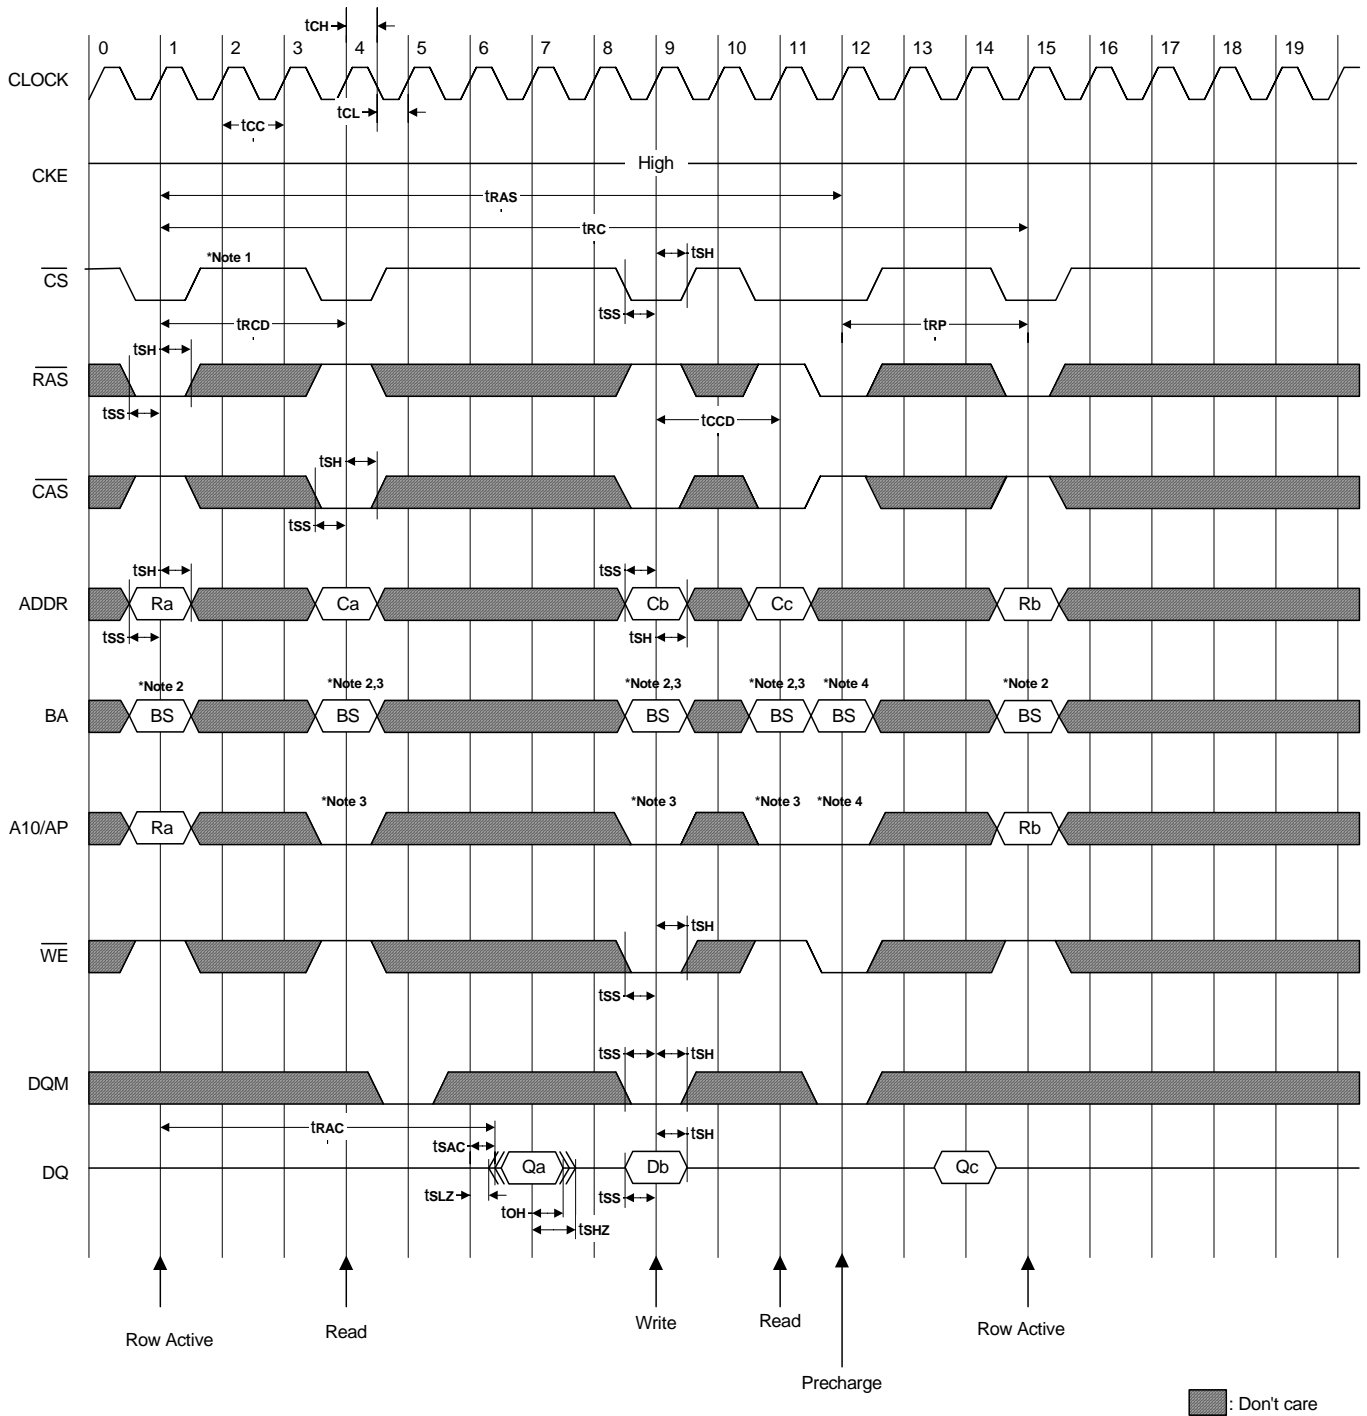 tCH
0 1 2 3 4 5 6 7 8 9 10 11 12 13 14 15 16 17 18 19
CLOCK
tCL
tCC
High
CKE
tRAS
tRC
*Note 1
tSH
CS
tSS
tRCD
tRP
tSH
RAS
tSS
tCCD
tSH
CAS
tSS
tSH
tSS
ADDR
Ra
Ca
Cb
Cc
Rb
tSS
tSH
*Note 2
*Note 2,3
*Note 2,3
*Note 2,3
*Note 4
*Note 2
BA
BS
BS
BS
BS
BS
BS
*Note 3
*Note 3
*Note 3
*Note 4
A10/AP
Ra
Rb
tSH
WE
tSS
tSS
tSH
DQM
tRAC
tSAC
tSH
DQ
Qa
Db
Qc
tSLZ
tSS
tOH
tSHZ
Row Active
Read
Write
Read
Row Active
Precharge
: Don't care